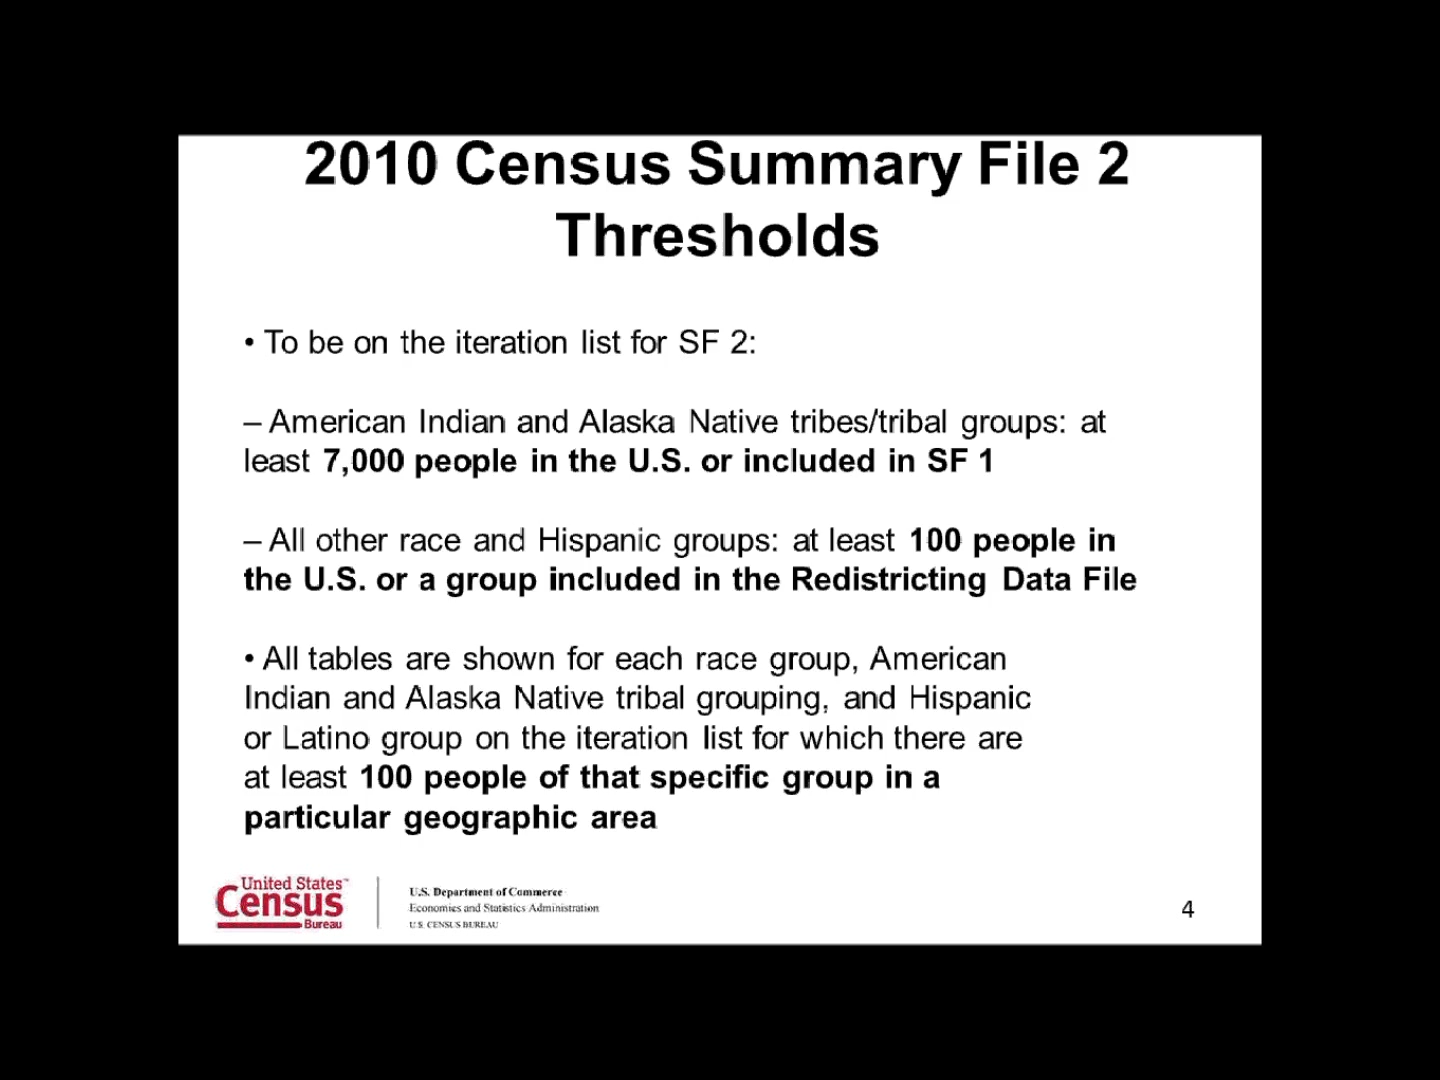 2010 Census Summary File 2
Thresholds
• To be on the iteration list for SF 2:
– American Indian and Alaska Native tribes/tribal groups: at
least 7,000 people in the U.S. or included in SF 1
– All other race and Hispanic groups: at least 100 people in
the U.S. or a group included in the Redistricting Data File
• All tables are shown for each race group, American
Indian and Alaska Native tribal grouping, and Hispanic
or Latino group on the iteration list for which there are
at least 100 people of that specific group in a
particular geographic area
United States™
Census
Bureau
U.S. Department of Commerce
Economics and Statistics Administration
U.S. CENSUS BUREAU
4